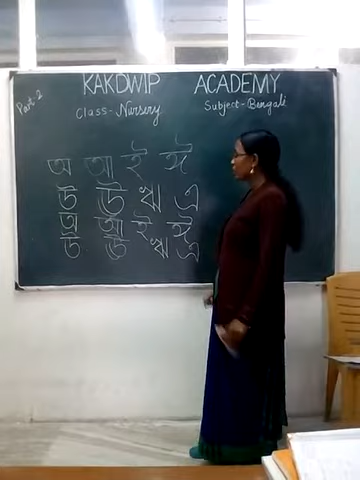 KAKDWIP ACADEMY
Part 2
Class- Nursery Subject- Bengali
অ আ ই ঈ
উ ঊ ঋ এ
অ আ ই ঈ
উ ঊ ঋ এ